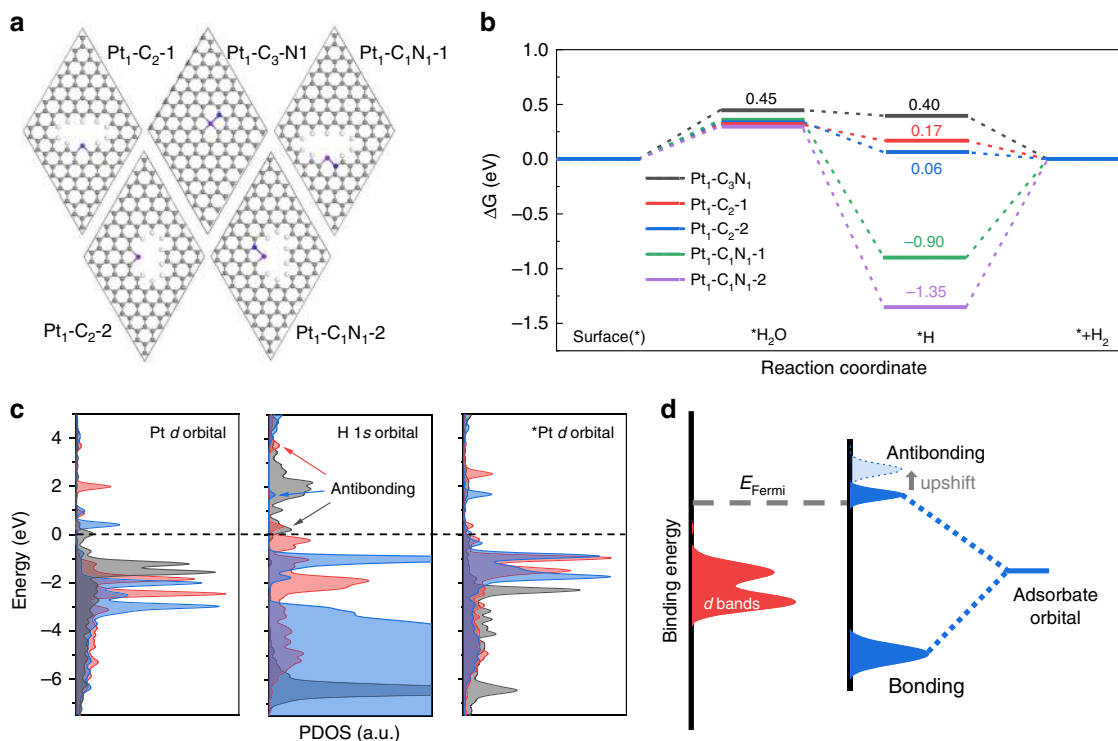 a
Pt₁-C₂-1
Pt₁-C₃-N1
Pt₁-C₁N₁-1
Pt₁-C₂-2
Pt₁-C₁N₁-2
b
1.0
0.5
0.0
−0.5
−1.0
−1.5
ΔG (eV)
0.45
0.40
0.17
0.06
−0.90
−1.35
Pt₁-C₃N₁
Pt₁-C₂-1
Pt₁-C₂-2
Pt₁-C₁N₁-1
Pt₁-C₁N₁-2
Surface(*)
*H₂O
*H
*+H₂
Reaction coordinate
c
Energy (eV)
4
2
0
−2
−4
−6
Pt d orbital
H 1s orbital
*Pt d orbital
Antibonding
PDOS (a.u.)
d
Binding energy
E_Fermi
d bands
Antibonding
upshift
Adsorbate
orbital
Bonding